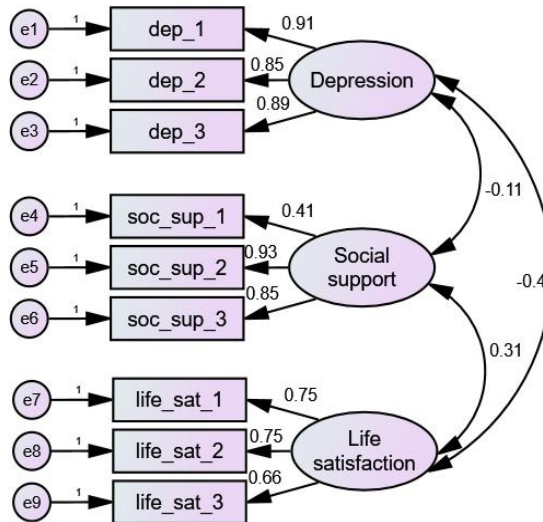 e1 1 dep_1 0.91
e2 1 dep_2 0.85 Depression
e3 1 dep_3 0.89
-0.11
e4 1 soc_sup_1 0.41
e5 1 soc_sup_2 0.93 Social
support
e6 1 soc_sup_3 0.85
-0.4
0.31
e7 1 life_sat_1 0.75
e8 1 life_sat_2 0.75 Life
satisfaction
e9 1 life_sat_3 0.66